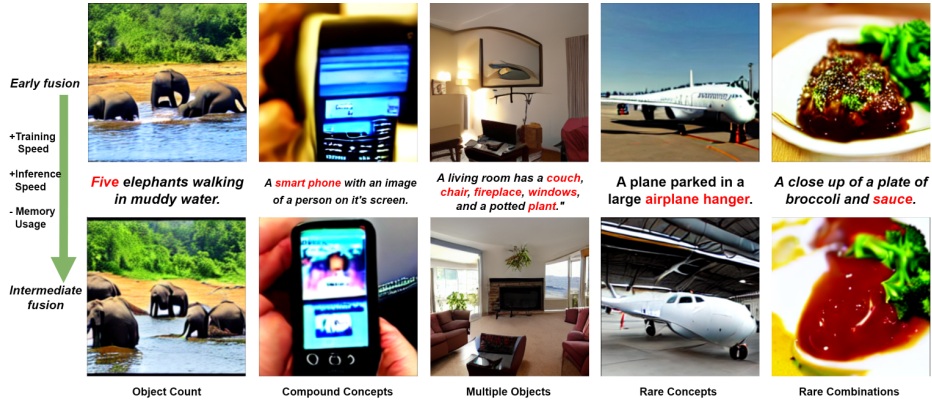 Early fusion
+Training
Speed
+Inference
Speed
- Memory
Usage
Intermediate
fusion
Five elephants walking
in muddy water.
A smart phone with an image
of a person on it's screen.
A living room has a couch,
chair, fireplace, windows,
and a potted plant."
A plane parked in a
large airplane hanger.
A close up of a plate of
broccoli and sauce.
Object Count
Compound Concepts
Multiple Objects
Rare Concepts
Rare Combinations